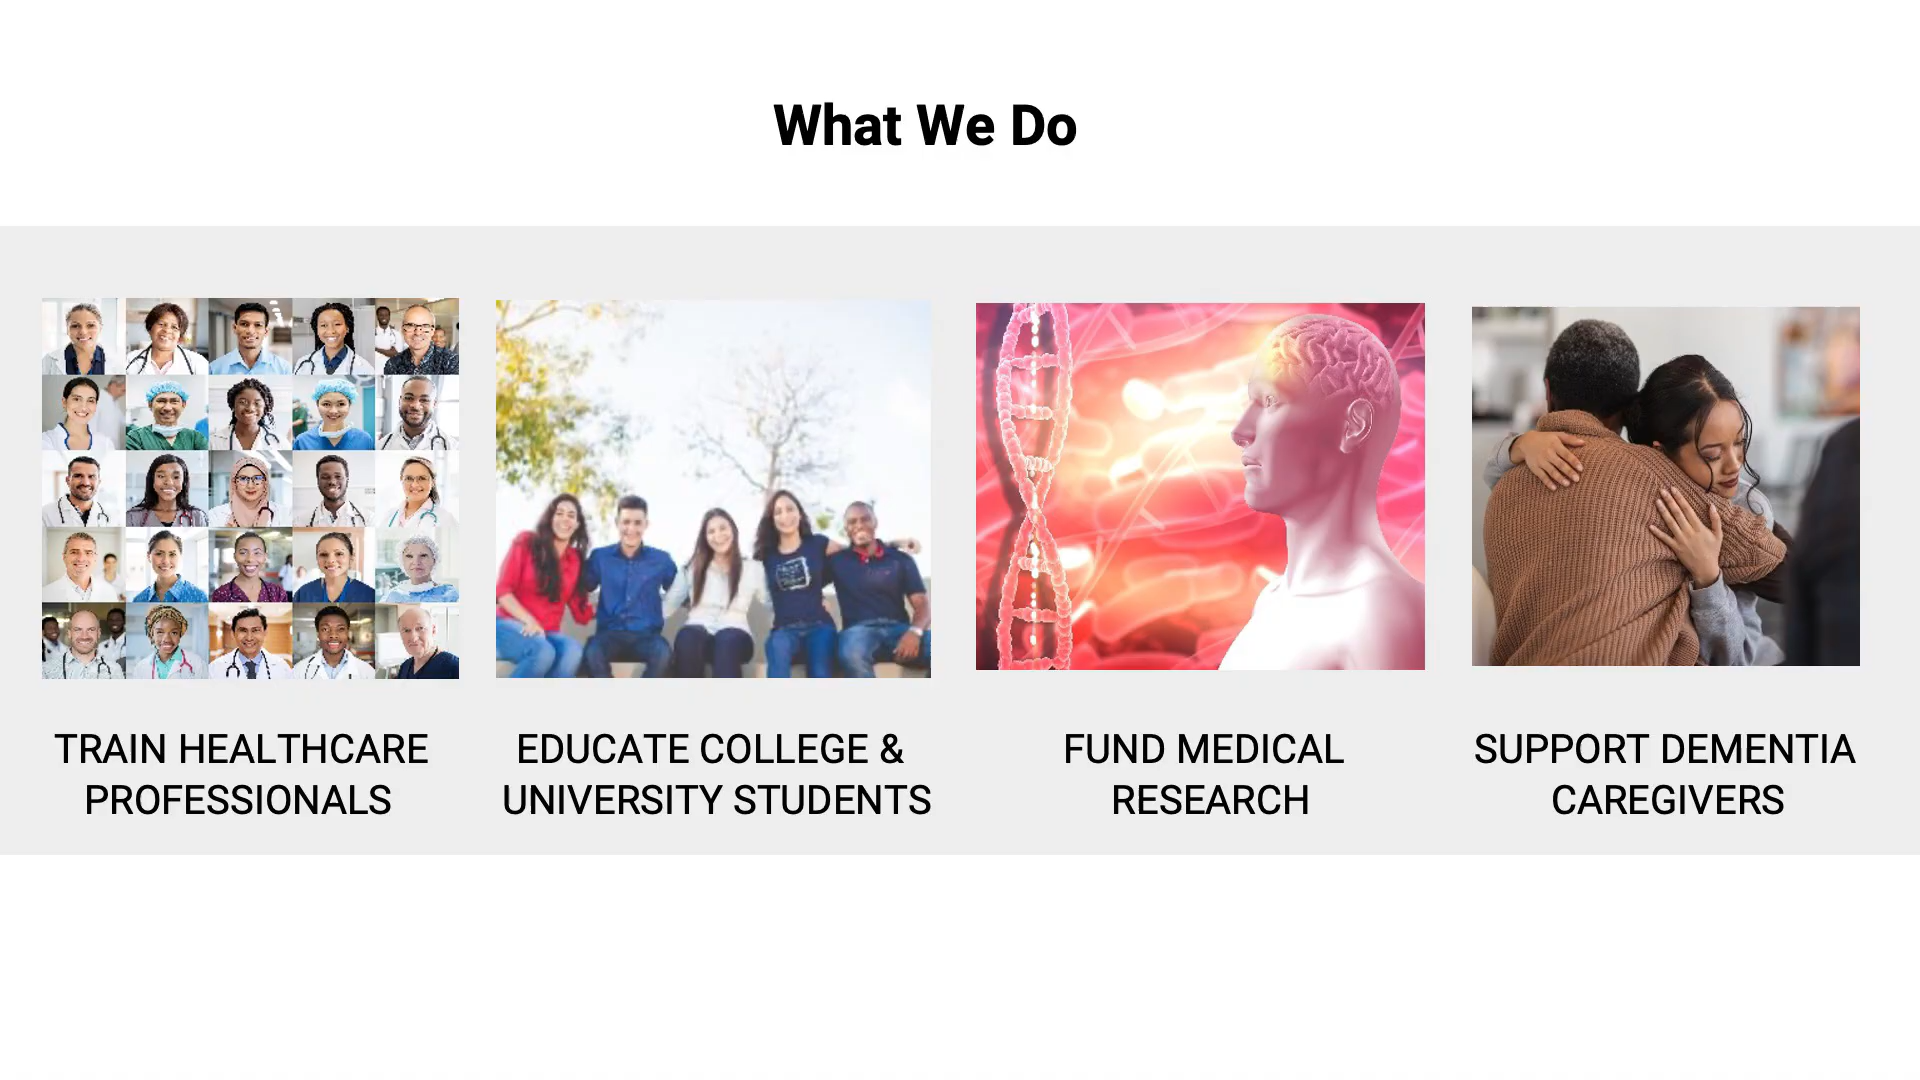 What We Do
TRAIN HEALTHCARE
PROFESSIONALS
EDUCATE COLLEGE &
UNIVERSITY STUDENTS
FUND MEDICAL
RESEARCH
SUPPORT DEMENTIA
CAREGIVERS